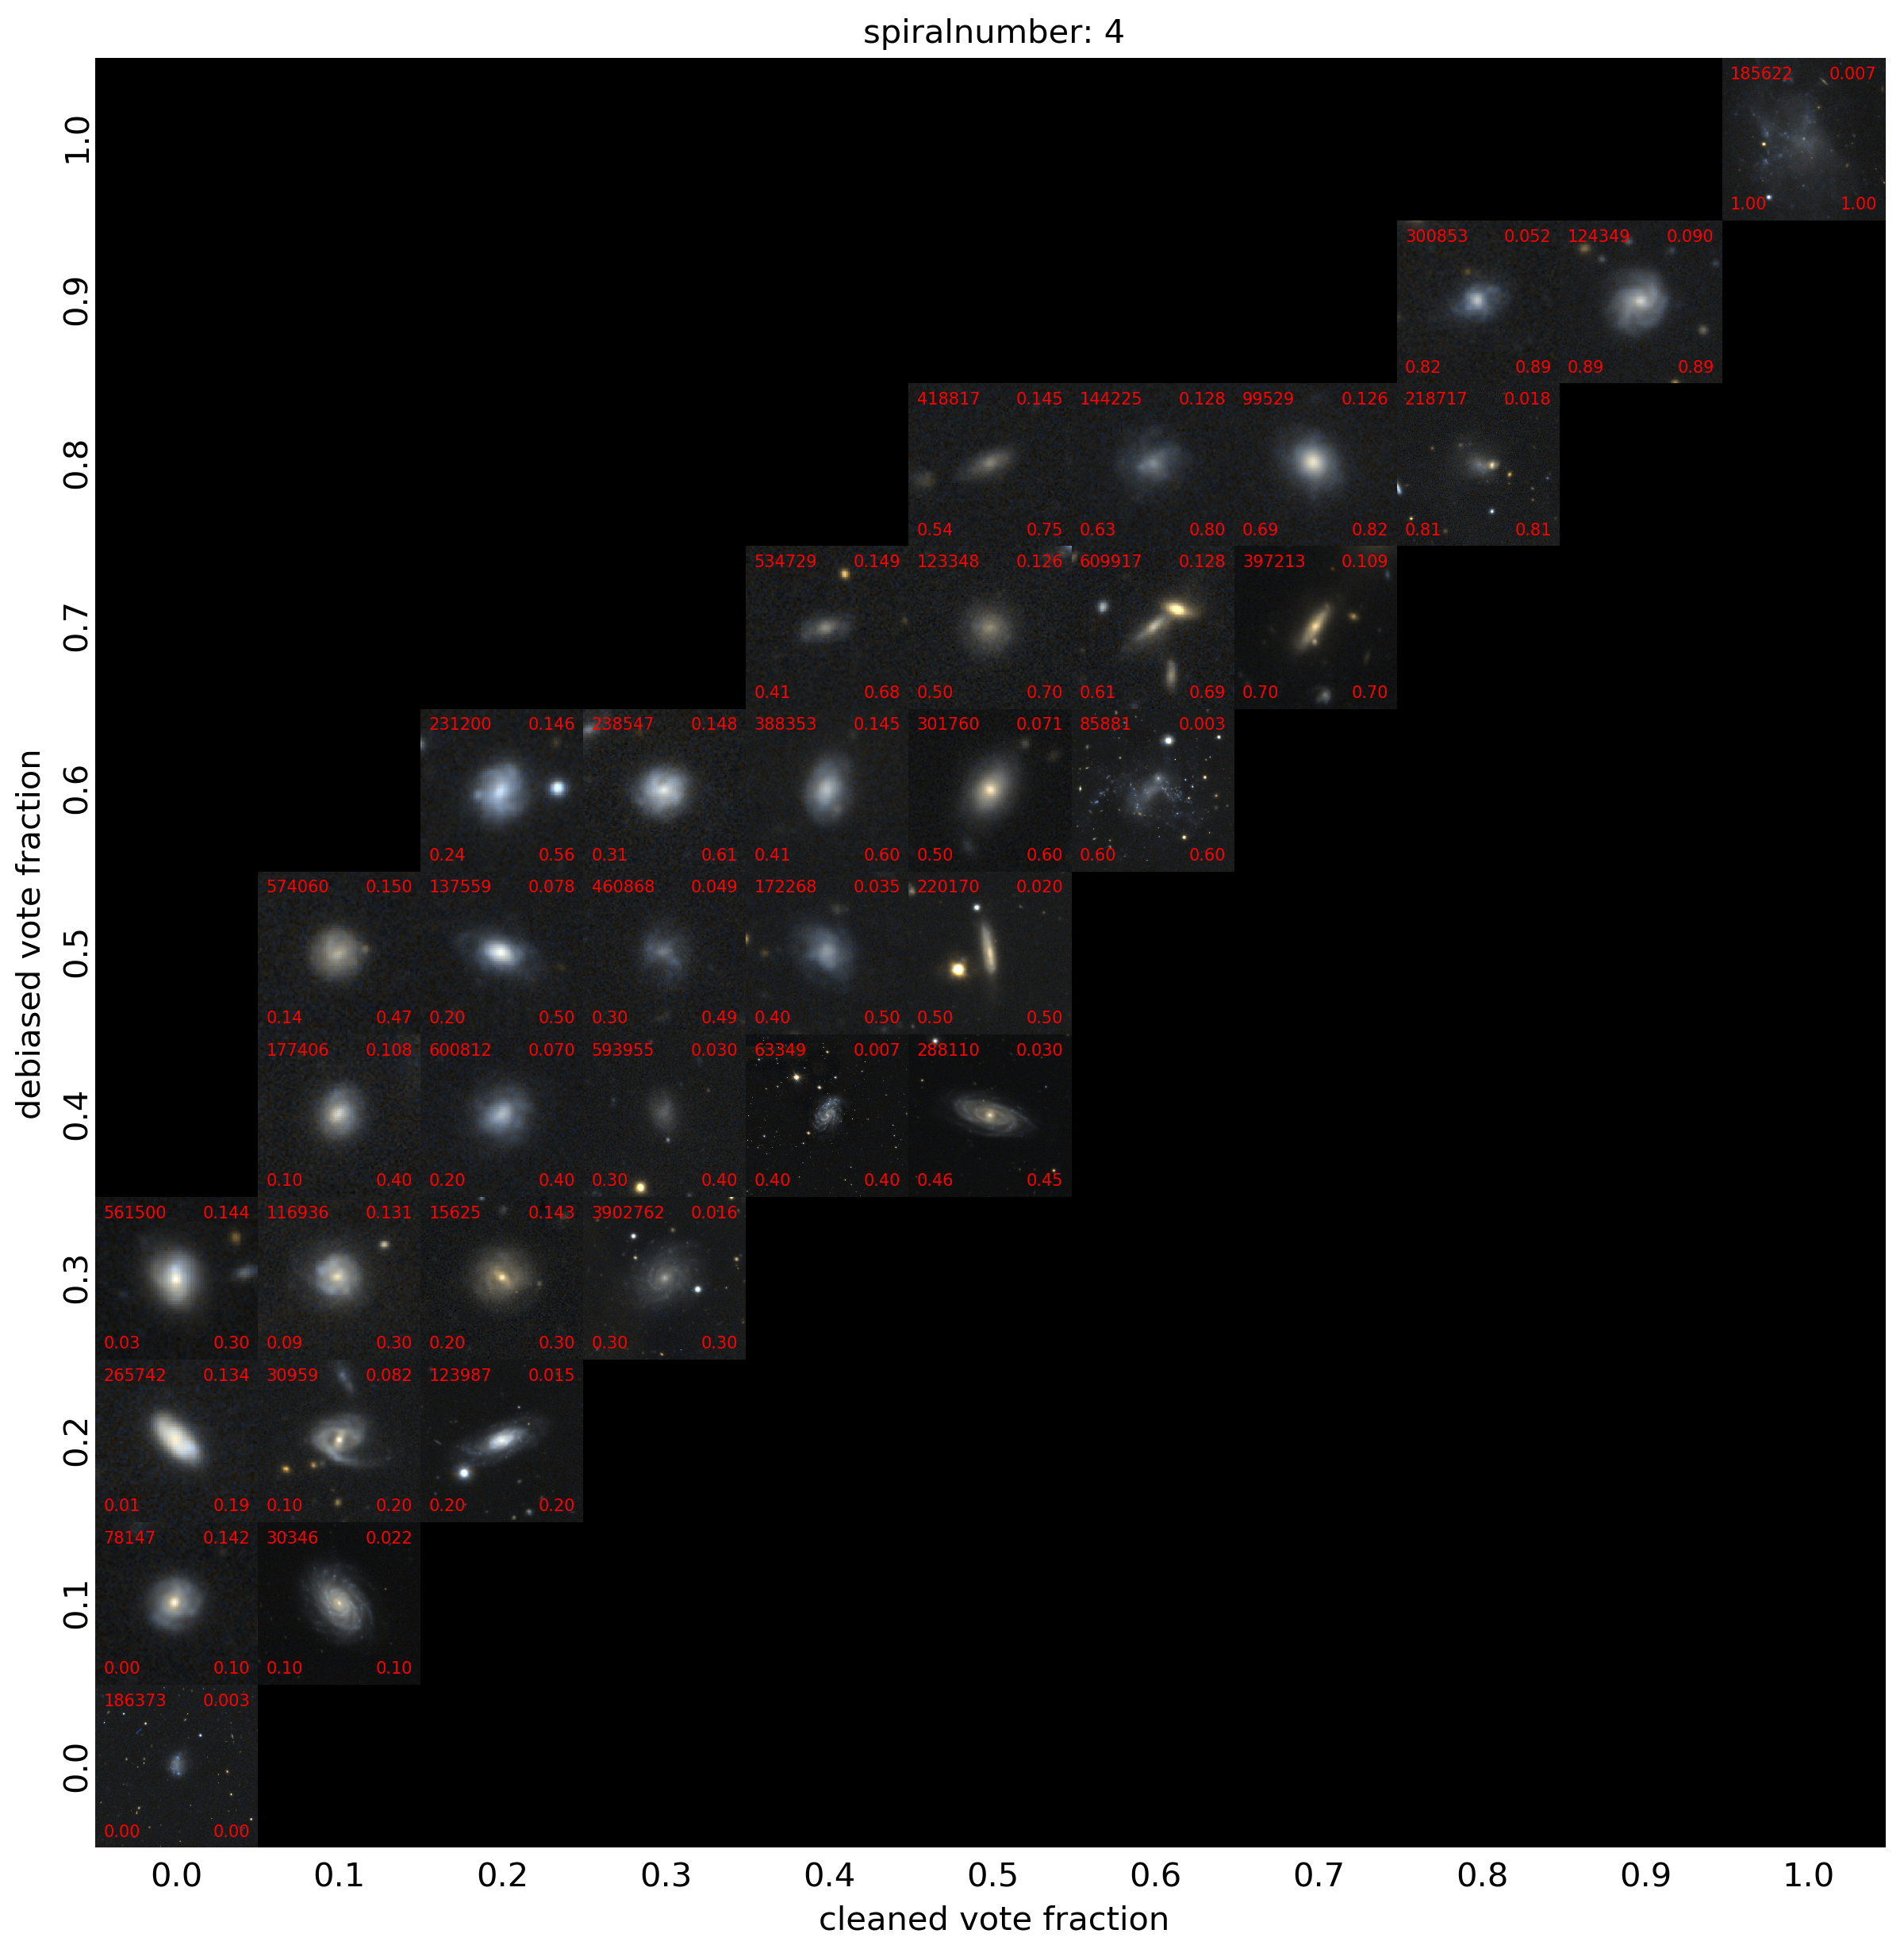 spiralnumber: 4
debiased vote fraction
1.0
185622 0.007
1.00 1.00
0.9
300853 0.052 124349 0.090
0.82 0.89 0.89 0.89
0.8
418817 0.145 144225 0.128 99529 0.126 218717 0.018
0.54 0.75 0.63 0.80 0.69 0.82 0.81 0.81
0.7
534729 0.149 123348 0.126 609917 0.128 397213 0.109
0.41 0.68 0.50 0.70 0.61 0.69 0.70 0.70
0.6
231200 0.146 238547 0.148 388353 0.145 301760 0.071 85881 0.003
0.24 0.56 0.31 0.61 0.41 0.60 0.50 0.60 0.60 0.60
0.5
574060 0.150 137559 0.078 460868 0.049 172268 0.035 220170 0.020
0.14 0.47 0.20 0.50 0.30 0.49 0.40 0.50 0.50 0.50
0.4
177406 0.108 600812 0.070 593955 0.030 63349 0.007 288110 0.030
0.10 0.40 0.20 0.40 0.30 0.40 0.40 0.40 0.46 0.45
0.3
561500 0.144 116936 0.131 15625 0.143 3902762 0.016
0.03 0.30 0.09 0.30 0.20 0.30 0.30 0.30
0.2
265742 0.134 30959 0.082 123987 0.015
0.01 0.19 0.10 0.20 0.20 0.20
0.1
78147 0.142 30346 0.022
0.00 0.10 0.10 0.10
0.0
186373 0.003
0.00 0.00
0.0 0.1 0.2 0.3 0.4 0.5 0.6 0.7 0.8 0.9 1.0
cleaned vote fraction